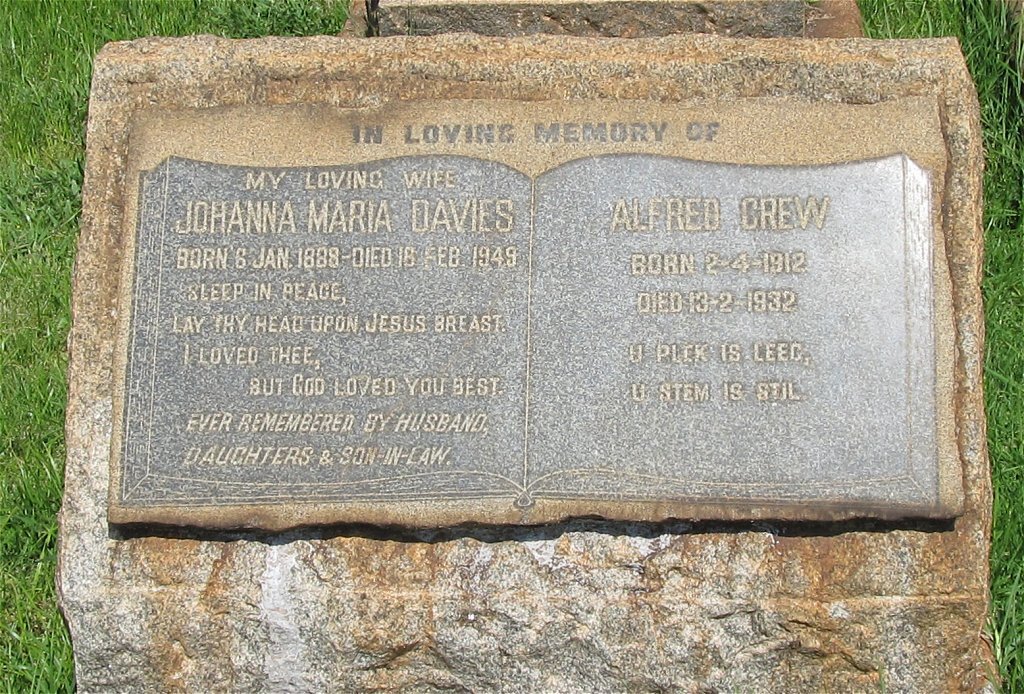 IN LOVING MEMORY OF
MY LOVING WIFE
JOHANNA MARIA DAVIES
BORN 6 JAN. 1889 - DIED 18 FEB. 1949
SLEEP IN PEACE,
LAY THY HEAD UPON JESUS BREAST.
I LOVED THEE,
BUT GOD LOVED YOU BEST.
EVER REMEMBERED BY HUSBAND,
DAUGHTERS & SON-IN-LAW.
ALFRED CREW
BORN 2-4-1912
DIED 13-2-1932
U PLEK IS LEEG,
U STEM IS STIL.